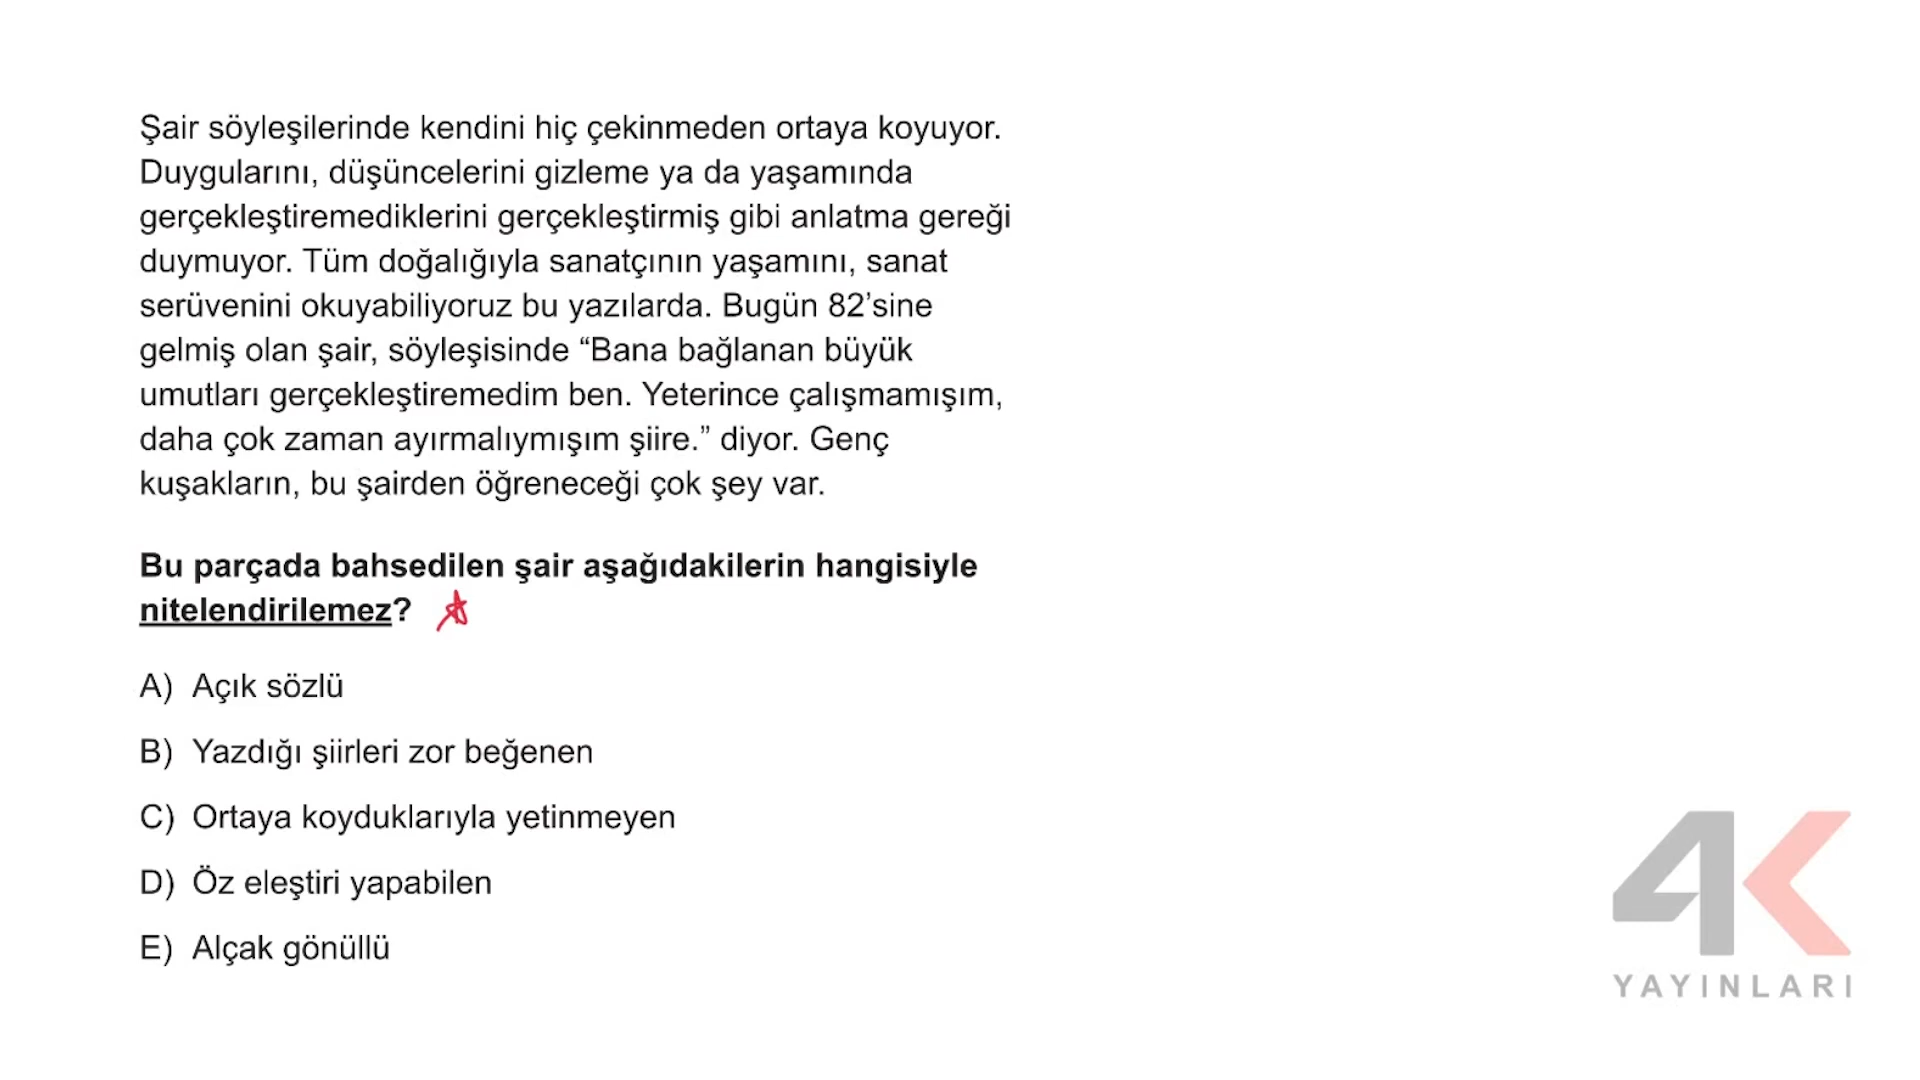 Şair söyleşilerinde kendini hiç çekinmeden ortaya koyuyor.
Duygularını, düşüncelerini gizleme ya da yaşamında
gerçekleştiremediklerini gerçekleştirmiş gibi anlatma gereği
duymuyor. Tüm doğalığıyla sanatçının yaşamını, sanat
serüvenini okuyabiliyoruz bu yazılarda. Bugün 82’sine
gelmiş olan şair, söyleşisinde “Bana bağlanan büyük
umutları gerçekleştiremedim ben. Yeterince çalışmamışım,
daha çok zaman ayırmalıymışım şiire.” diyor. Genç
kuşakların, bu şairden öğreneceği çok şey var.
Bu parçada bahsedilen şair aşağıdakilerin hangisiyle
nitelendirilemez?
A) Açık sözlü
B) Yazdığı şiirleri zor beğenen
C) Ortaya koyduklarıyla yetinmeyen
D) Öz eleştiri yapabilen
E) Alçak gönüllü
4K
YAYINLARI